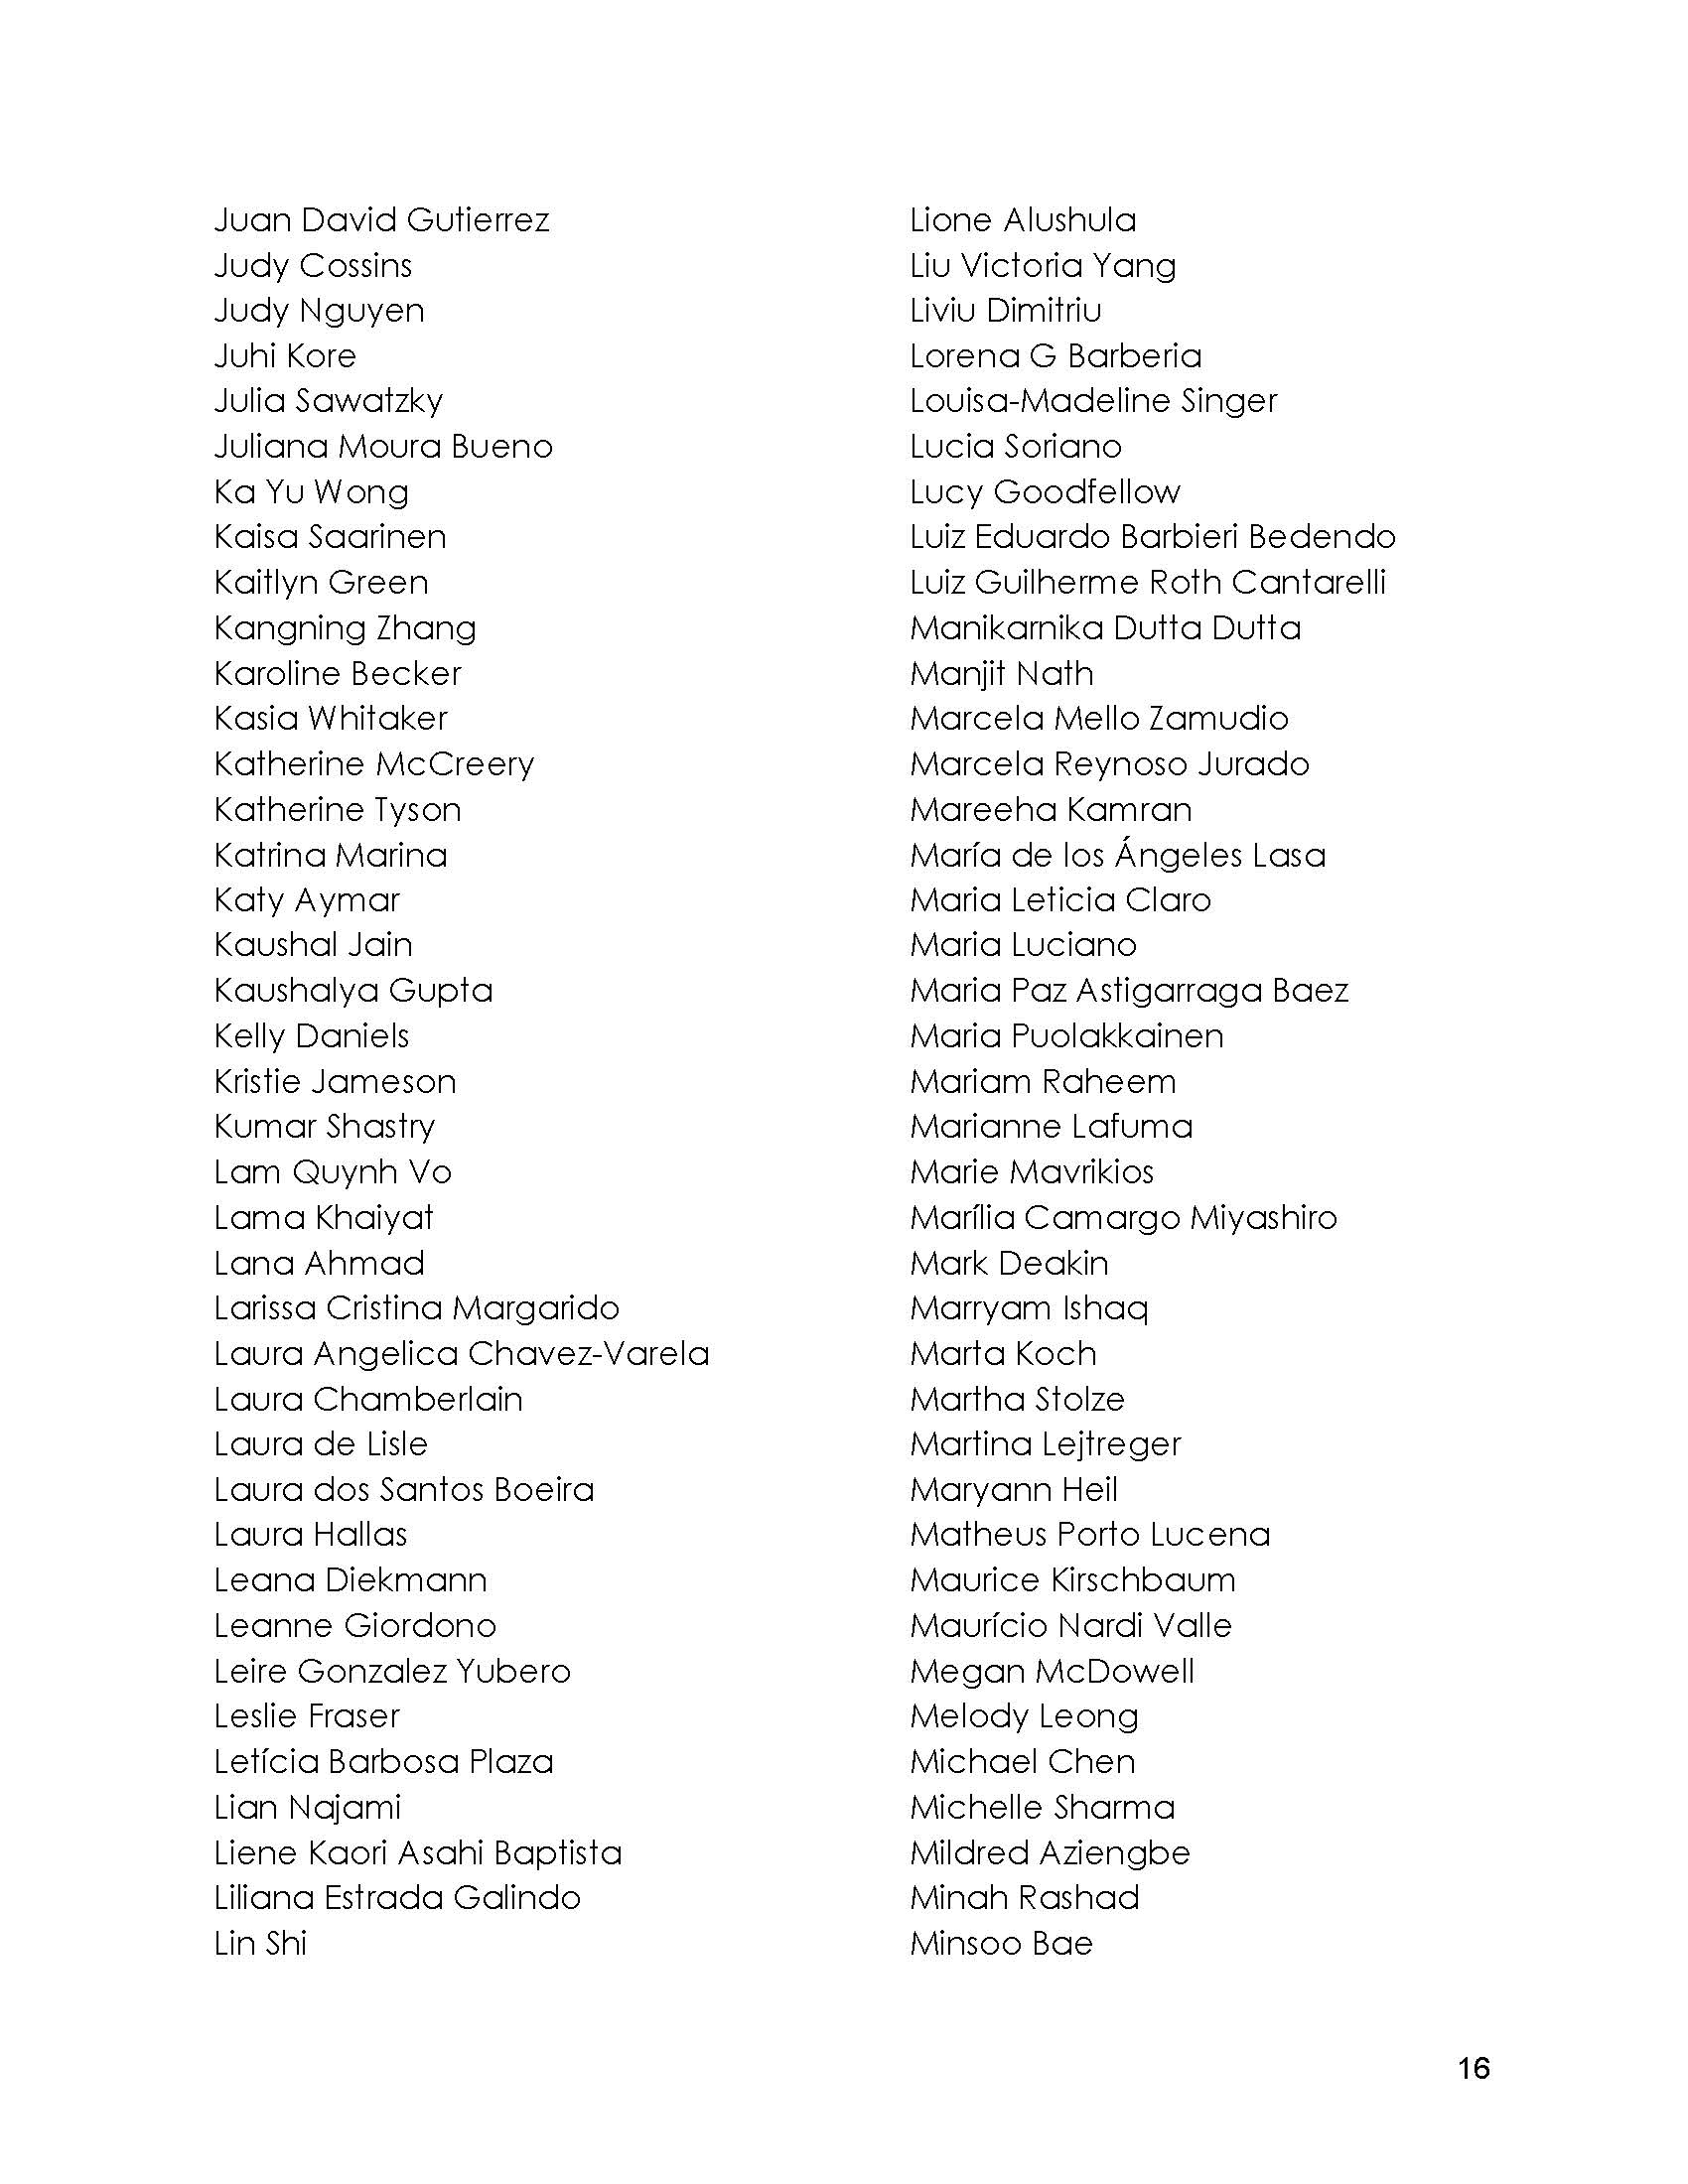 Juan David Gutierrez
Judy Cossins
Judy Nguyen
Juhi Kore
Julia Sawatzky
Juliana Moura Bueno
Ka Yu Wong
Kaisa Saarinen
Kaitlyn Green
Kangning Zhang
Karoline Becker
Kasia Whitaker
Katherine McCreery
Katherine Tyson
Katrina Marina
Katy Aymar
Kaushal Jain
Kaushalya Gupta
Kelly Daniels
Kristie Jameson
Kumar Shastry
Lam Quynh Vo
Lama Khaiyat
Lana Ahmad
Larissa Cristina Margarido
Laura Angelica Chavez-Varela
Laura Chamberlain
Laura de Lisle
Laura dos Santos Boeira
Laura Hallas
Leana Diekmann
Leanne Giordono
Leire Gonzalez Yubero
Leslie Fraser
Letícia Barbosa Plaza
Lian Najami
Liene Kaori Asahi Baptista
Liliana Estrada Galindo
Lin Shi
Lione Alushula
Liu Victoria Yang
Liviu Dimitriu
Lorena G Barberia
Louisa-Madeline Singer
Lucia Soriano
Lucy Goodfellow
Luiz Eduardo Barbieri Bedendo
Luiz Guilherme Roth Cantarelli
Manikarnika Dutta Dutta
Manjit Nath
Marcela Mello Zamudio
Marcela Reynoso Jurado
Mareeha Kamran
María de los Ángeles Lasa
Maria Leticia Claro
Maria Luciano
Maria Paz Astigarraga Baez
Maria Puolakkainen
Mariam Raheem
Marianne Lafuma
Marie Mavrikios
Marília Camargo Miyashiro
Mark Deakin
Marryam Ishaq
Marta Koch
Martha Stolze
Martina Lejtreger
Maryann Heil
Matheus Porto Lucena
Maurice Kirschbaum
Maurício Nardi Valle
Megan McDowell
Melody Leong
Michael Chen
Michelle Sharma
Mildred Aziengbe
Minah Rashad
Minsoo Bae
16